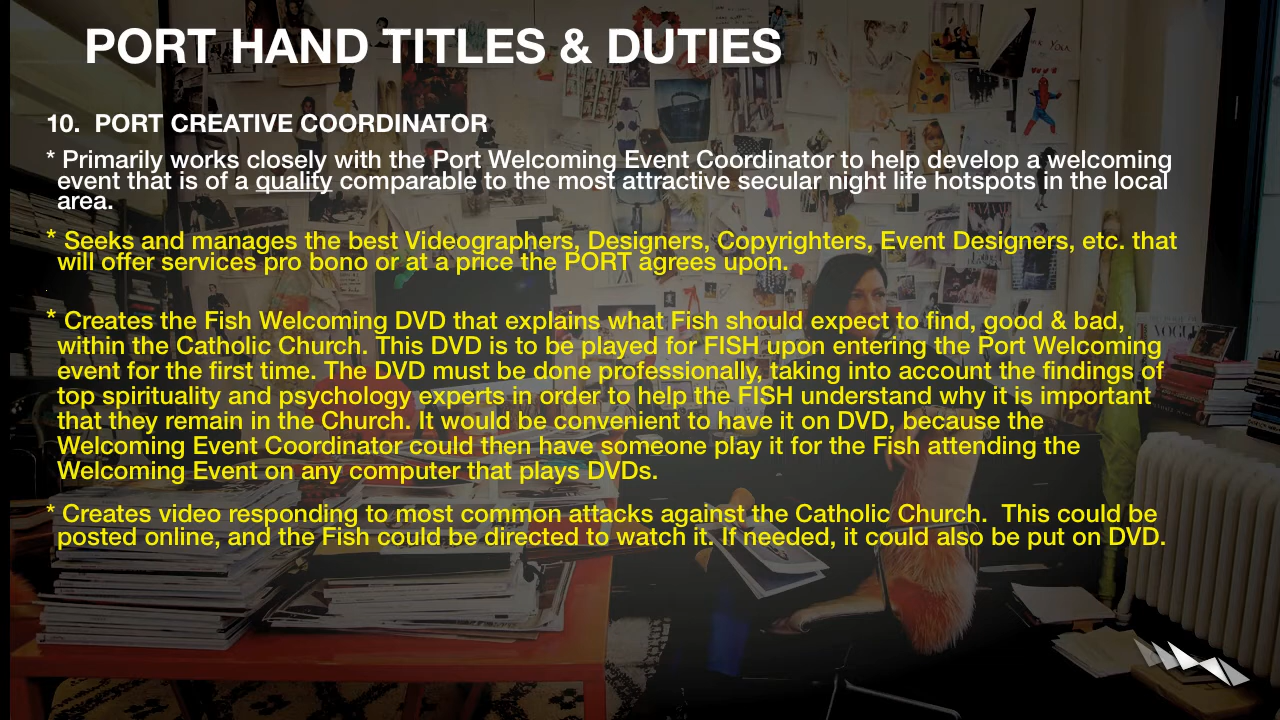 PORT HAND TITLES & DUTIES
10. PORT CREATIVE COORDINATOR
* Primarily works closely with the Port Welcoming Event Coordinator to help develop a welcoming
event that is of a quality comparable to the most attractive secular night life hotspots in the local
area.
* Seeks and manages the best Videographers, Designers, Copyrighters, Event Designers, etc. that
will offer services pro bono or at a price the PORT agrees upon.
* Creates the Fish Welcoming DVD that explains what Fish should expect to find, good & bad,
within the Catholic Church. This DVD is to be played for FISH upon entering the Port Welcoming
event for the first time. The DVD must be done professionally, taking into account the findings of
top spirituality and psychology experts in order to help the FISH understand why it is important
that they remain in the Church. It would be convenient to have it on DVD, because the
Welcoming Event Coordinator could then have someone play it for the Fish attending the
Welcoming Event on any computer that plays DVDs.
* Creates video responding to most common attacks against the Catholic Church. This could be
posted online, and the Fish could be directed to watch it. If needed, it could also be put on DVD.
VOGUE